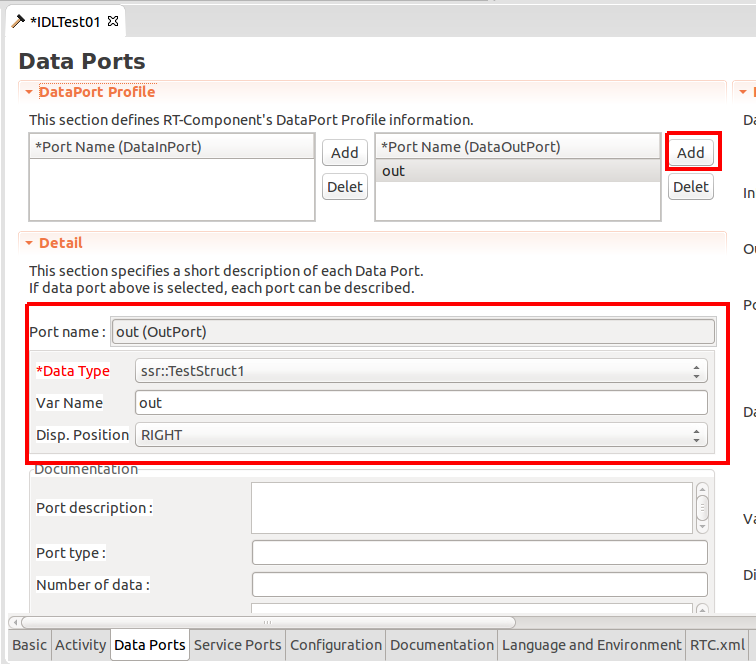 *IDLTest01
Data Ports
DataPort Profile
This section defines RT-Component's DataPort Profile information.
*Port Name (DataInPort)
Add
Delet
*Port Name (DataOutPort)
out
Add
Delet
Detail
This section specifies a short description of each Data Port.
If data port above is selected, each port can be described.
Port name : out (OutPort)
*Data Type ssr::TestStruct1
Var Name out
Disp. Position RIGHT
Documentation
Port description :
Port type :
Number of data :
Da
In
Ou
Po
Da
Va
Di
Basic Activity Data Ports Service Ports Configuration Documentation Language and Environment RTC.xml